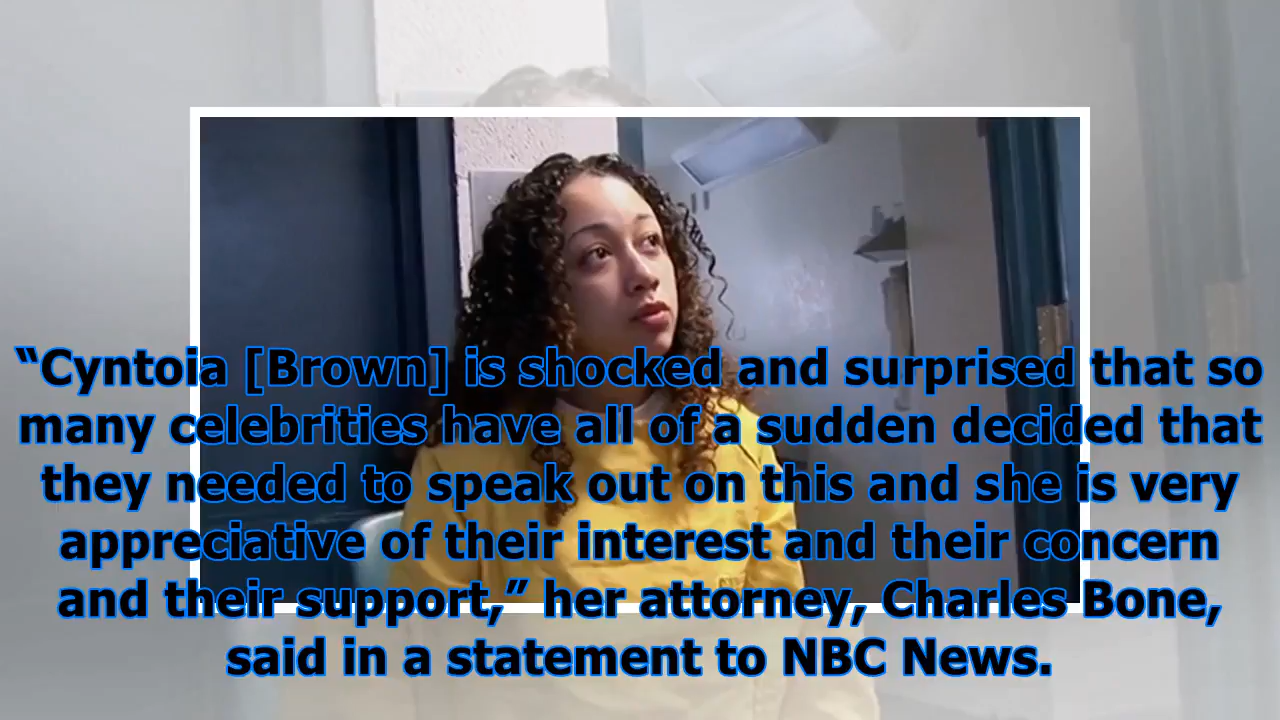 “Cyntoia [Brown] is shocked and surprised that so
many celebrities have all of a sudden decided that
they needed to speak out on this and she is very
appreciative of their interest and their concern
and their support,” her attorney, Charles Bone,
said in a statement to NBC News.